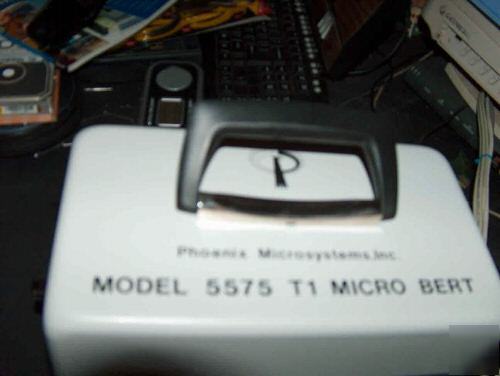 Phoenix Microsystems, Inc.
MODEL 5575 T1 MICRO BERT